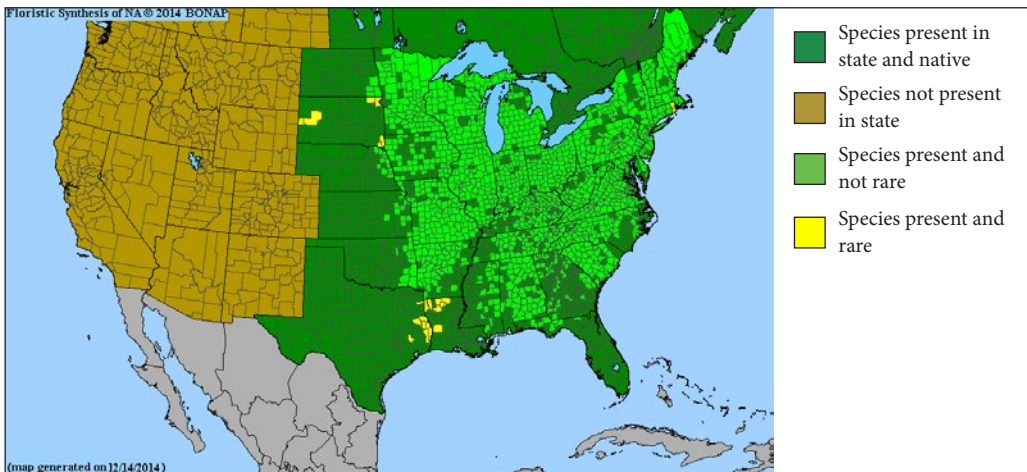 Floristic Synthesis of NA © 2014 BONAP
Species present in
state and native
Species not present
in state
Species present and
not rare
Species present and
rare
(map generated on 12/14/2014)